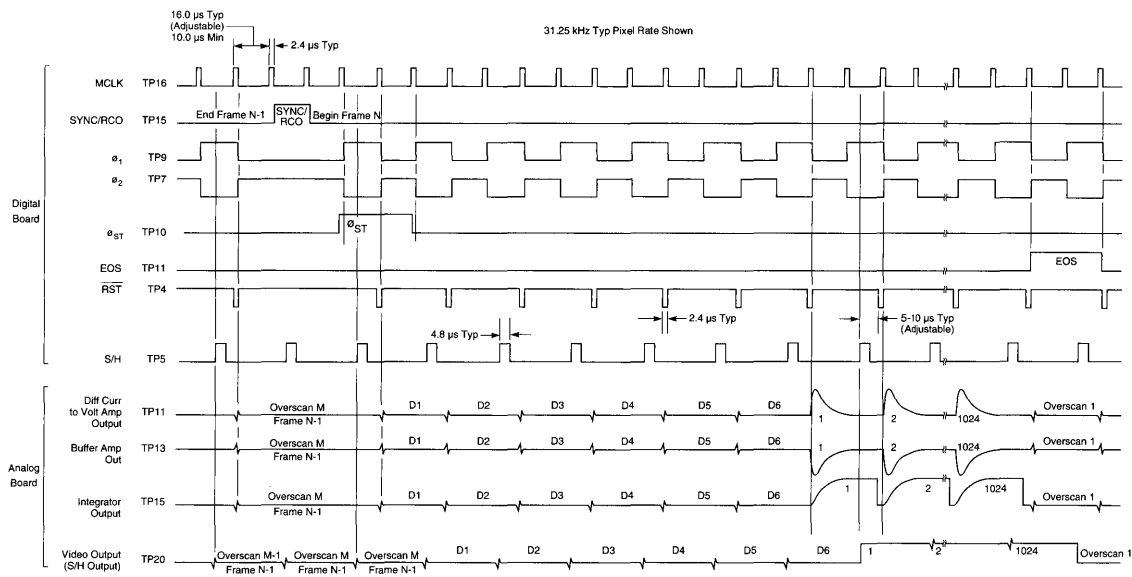 16.0 µs Typ
(Adjustable)
10.0 µs Min
2.4 µs Typ
31.25 kHz Typ Pixel Rate Shown
MCLK TP16
SYNC/RCO TP15 End Frame N-1 SYNC/ RCO Begin Frame N
ø1 TP9
ø2 TP7
Digital
Board
øST TP10 øST
EOS TP11 EOS
RST TP4
4.8 µs Typ 2.4 µs Typ 5-10 µs Typ
(Adjustable)
S/H TP5
Diff Curr
to Volt Amp TP11
Output
Overscan M
Frame N-1
D1 D2 D3 D4 D5 D6 1 2 1024 Overscan 1
Buffer Amp TP13
Out
Overscan M
Frame N-1
D1 D2 D3 D4 D5 D6 1 2 1024 Overscan 1
Analog
Board
Integrator TP15
Output
Overscan M
Frame N-1
D1 D2 D3 D4 D5 D6 1 2 1024 Overscan 1
Video Output TP20
(S/H Output)
Overscan M-1 Overscan M Overscan M
Frame N-1 Frame N-1 Frame N-1
D1 D2 D3 D4 D5 D6 1 2 1024 Overscan 1